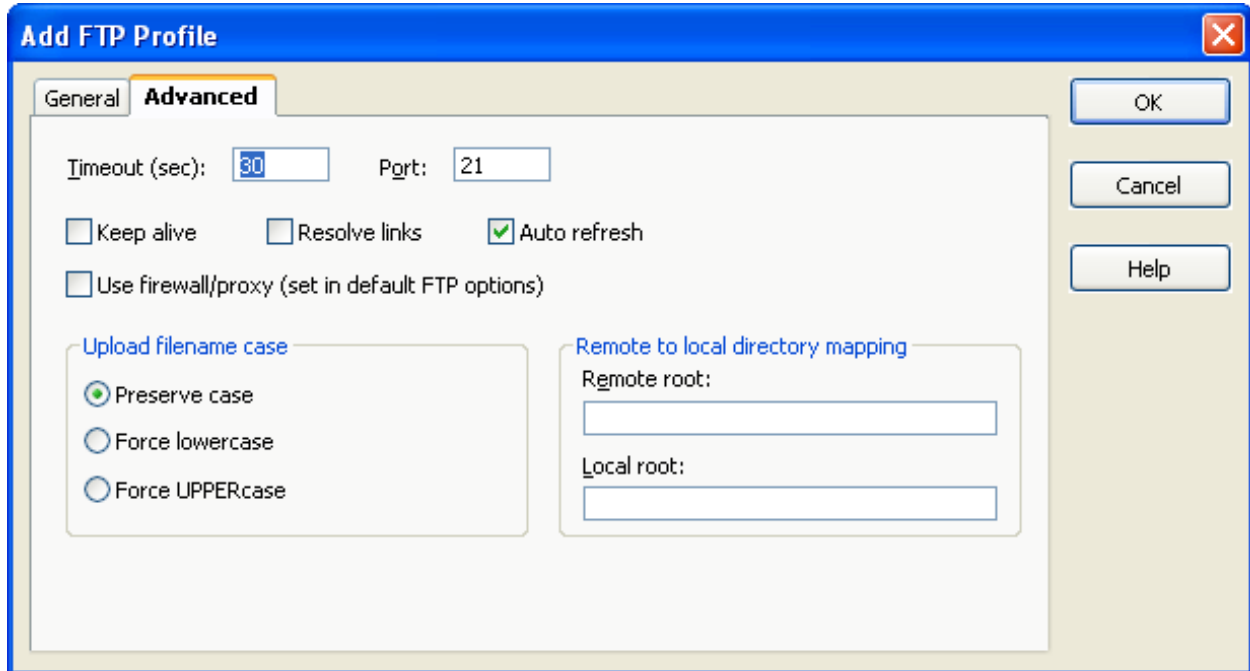 Add FTP Profile
General Advanced
OK
Timeout (sec): 30 Port: 21
Cancel
Keep alive Resolve links Auto refresh
Help
Use firewall/proxy (set in default FTP options)
Upload filename case
Preserve case
Force lowercase
Force UPPERcase
Remote to local directory mapping
Remote root:
Local root: